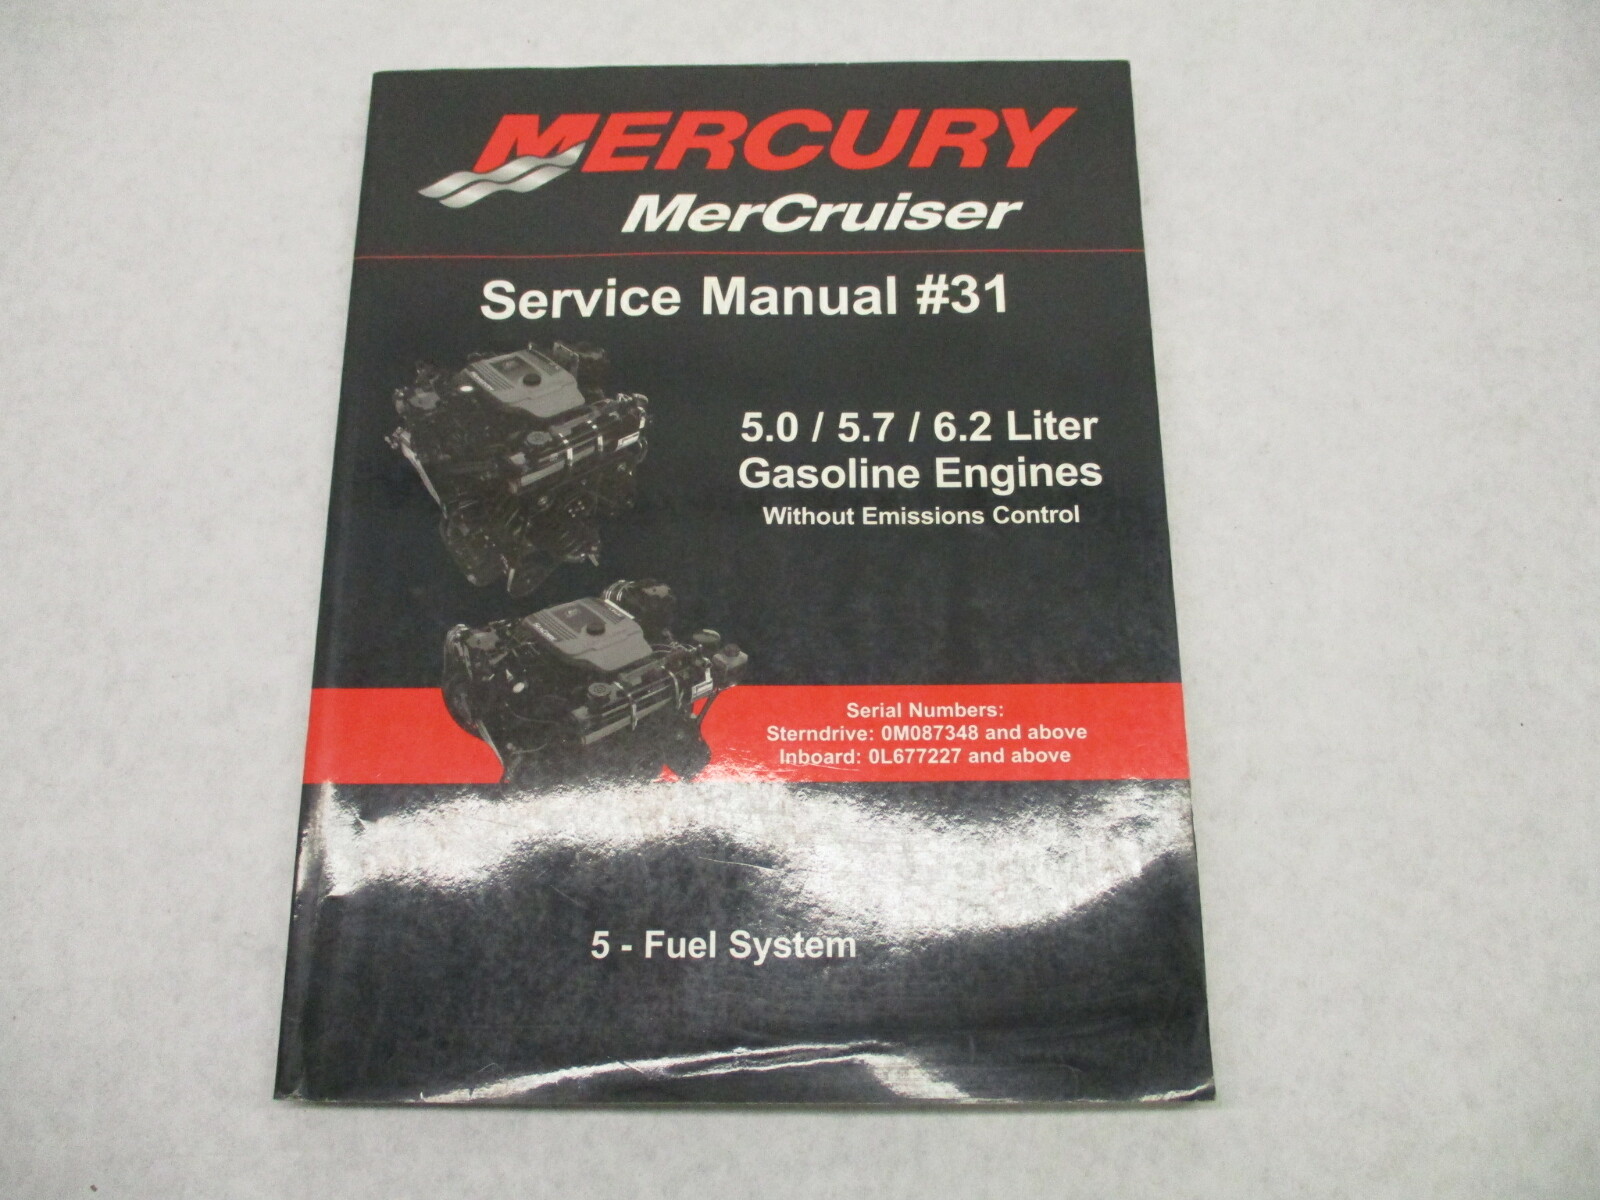 MERCURY
MerCruiser
Service Manual #31
5.0 / 5.7 / 6.2 Liter
Gasoline Engines
Without Emissions Control
Serial Numbers:
Sterndrive: 0M087348 and above
Inboard: 0L677227 and above
5 - Fuel System